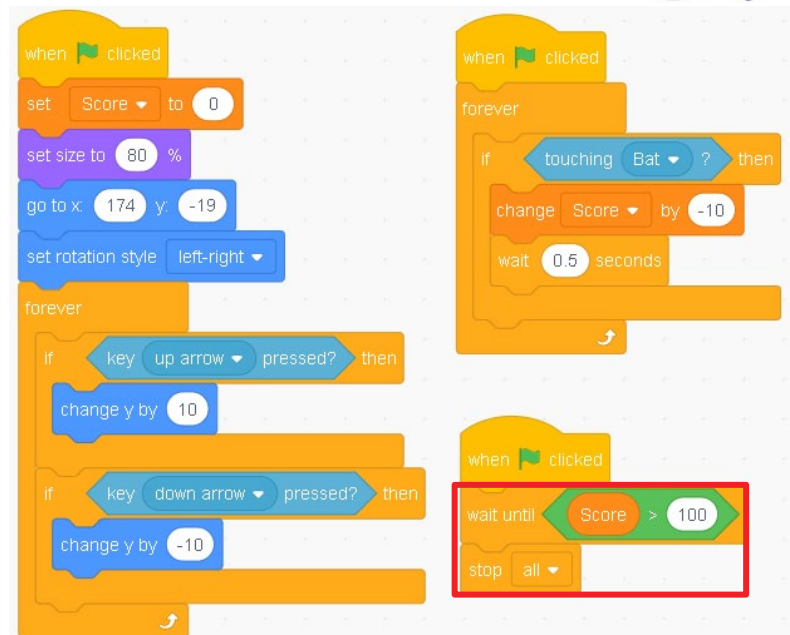 when clicked
set Score to 0
set size to 80 %
go to x: 174 y: -19
set rotation style left-right
forever
if key up arrow pressed? then
change y by 10
if key down arrow pressed? then
change y by -10
when clicked
forever
if touching Bat ? then
change Score by -10
wait 0.5 seconds
when clicked
wait until Score > 100
stop all